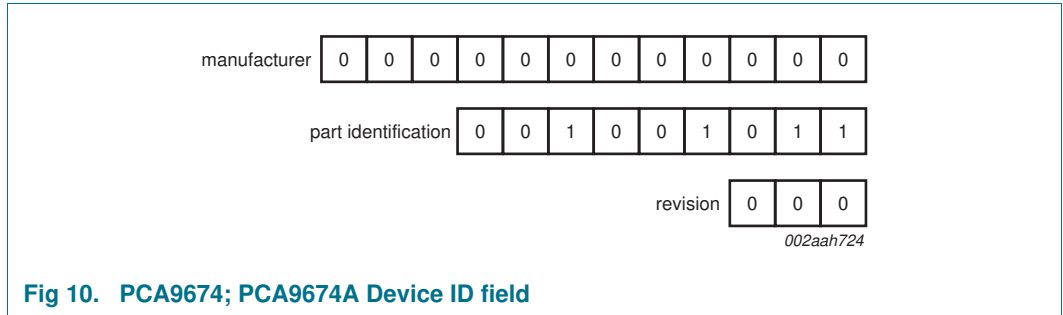 manufacturer 0 0 0 0 0 0 0 0 0 0 0 0
part identification 0 0 1 0 0 1 0 1 1
revision 0 0 0
002aah724
Fig 10. PCA9674; PCA9674A Device ID field